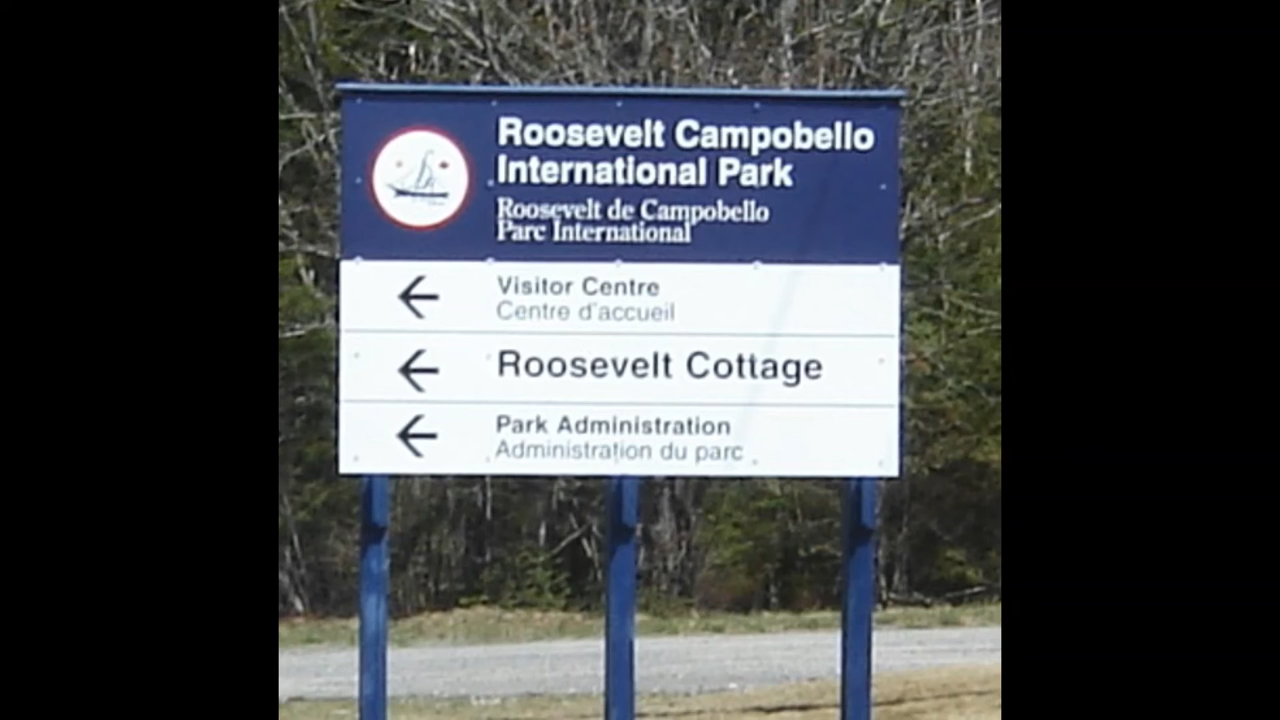 Roosevelt Campobello
International Park
Roosevelt de Campobello
Parc International
Visitor Centre
Centre d'accueil
Roosevelt Cottage
Park Administration
Administration du parc